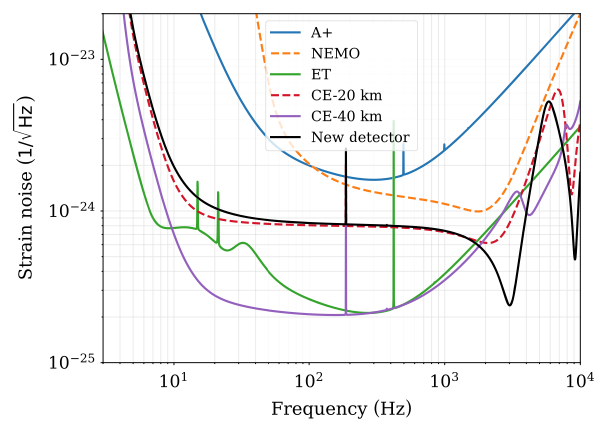 10⁻²³
10⁻²⁴
10⁻²⁵
Strain noise (1/√Hz)
A+
NEMO
ET
CE-20 km
CE-40 km
New detector
10¹ 10² 10³ 10⁴
Frequency (Hz)